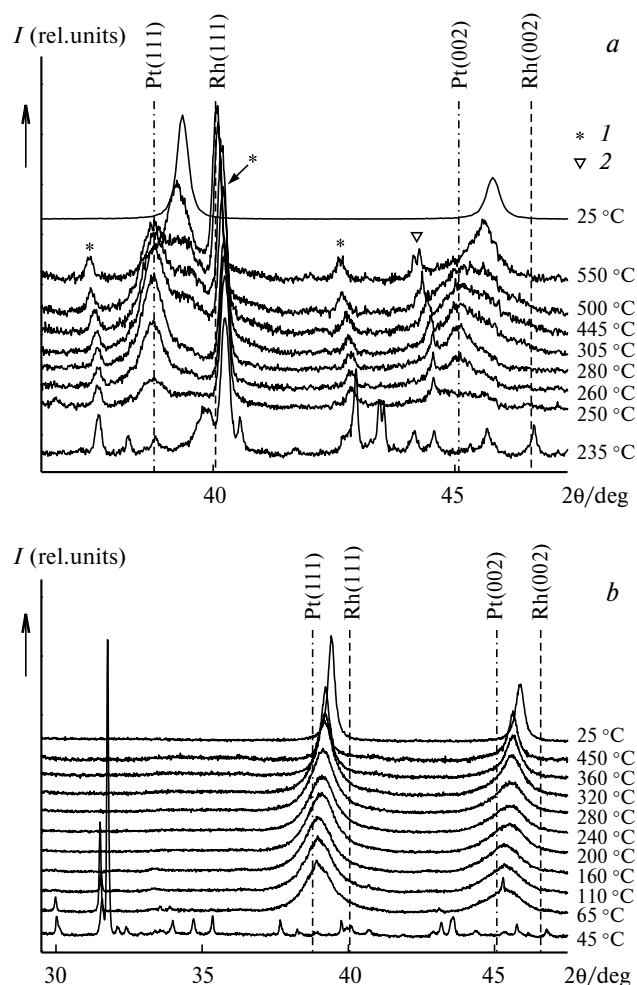 I (rel.units)
Pt(111)
Rh(111)
Pt(002)
Rh(002)
a
* 1
▽ 2
*
*
*
▽
25 °C
550 °C
500 °C
445 °C
305 °C
280 °C
260 °C
250 °C
235 °C
40
45
2θ/deg
I (rel.units)
Pt(111)
Rh(111)
Pt(002)
Rh(002)
b
25 °C
450 °C
360 °C
320 °C
280 °C
240 °C
200 °C
160 °C
110 °C
65 °C
45 °C
30
35
40
45
2θ/deg